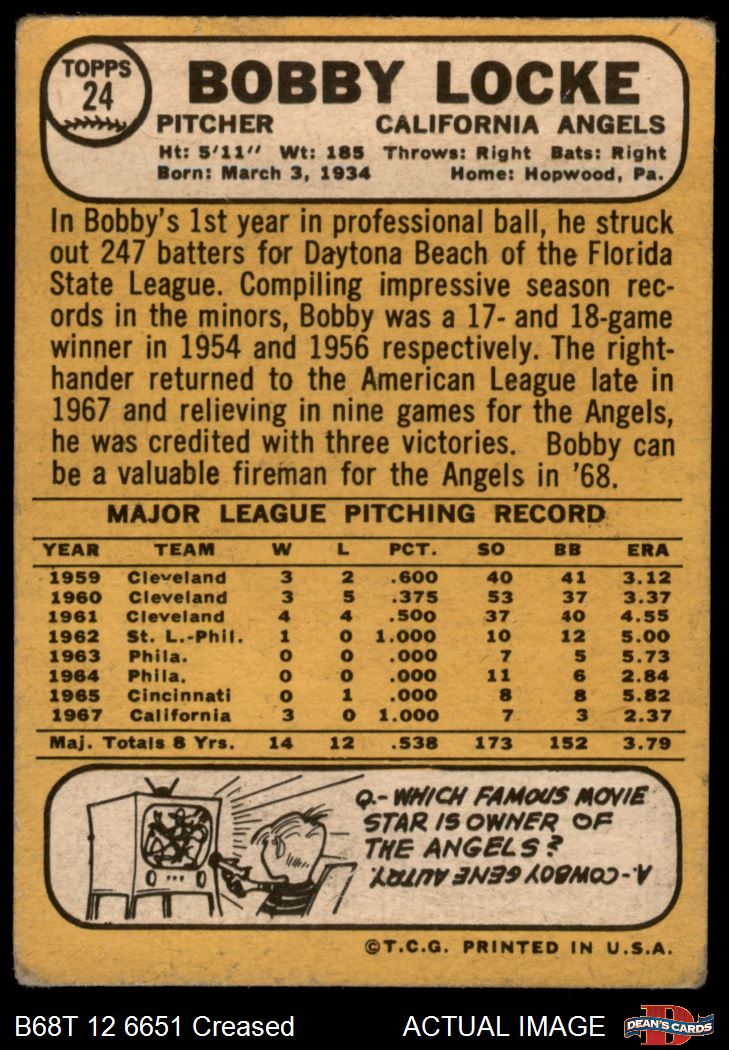 TOPPS
24
BOBBY LOCKE
PITCHER CALIFORNIA ANGELS
Ht: 5'11" Wt: 185 Throws: Right Bats: Right
Born: March 3, 1934 Home: Hopwood, Pa.
In Bobby's 1st year in professional ball, he struck
out 247 batters for Daytona Beach of the Florida
State League. Compiling impressive season rec-
ords in the minors, Bobby was a 17- and 18-game
winner in 1954 and 1956 respectively. The right-
hander returned to the American League late in
1967 and relieving in nine games for the Angels,
he was credited with three victories. Bobby can
be a valuable fireman for the Angels in '68.
MAJOR LEAGUE PITCHING RECORD
YEAR TEAM W L PCT. SO BB ERA
1959 Cleveland 3 2 .600 40 41 3.12
1960 Cleveland 3 5 .375 53 37 3.37
1961 Cleveland 4 4 .500 37 40 4.55
1962 St. L.-Phil. 1 0 1.000 10 12 5.00
1963 Phila. 0 0 .000 7 5 5.73
1964 Phila. 0 0 .000 11 6 2.84
1965 Cincinnati 0 1 .000 8 8 5.82
1967 California 3 0 1.000 7 3 2.37
Maj. Totals 8 Yrs. 14 12 .538 173 152 3.79
Q.- WHICH FAMOUS MOVIE
STAR IS OWNER OF
THE ANGELS?
A.- COWBOY GENE AUTRY.
©T.C.G. PRINTED IN U.S.A.
B68T 12 6651 Creased ACTUAL IMAGE
DEAN'S CARDS